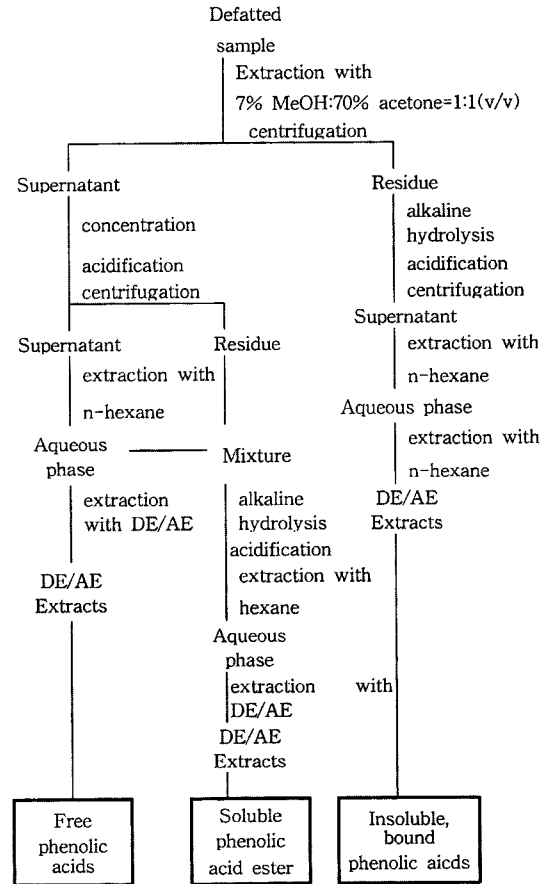 Defatted
sample
Extraction with
7% MeOH:70% acetone=1:1(v/v)
centrifugation
Supernatant
concentration
acidification
centrifugation
Residue
alkaline
hydrolysis
acidification
centrifugation
Supernatant
extraction with
n-hexane
Aqueous phase
extraction with
n-hexane
DE/AE
Extracts
Supernatant
extraction with
n-hexane
Aqueous
phase
extraction
with DE/AE
DE/AE
Extracts
Residue
Mixture
alkaline
hydrolysis
acidification
extraction with
hexane
Aqueous
phase
extraction with
DE/AE
DE/AE
Extracts
Free
phenolic
acids
Soluble
phenolic
acid ester
Insoluble,
bound
phenolic aicds